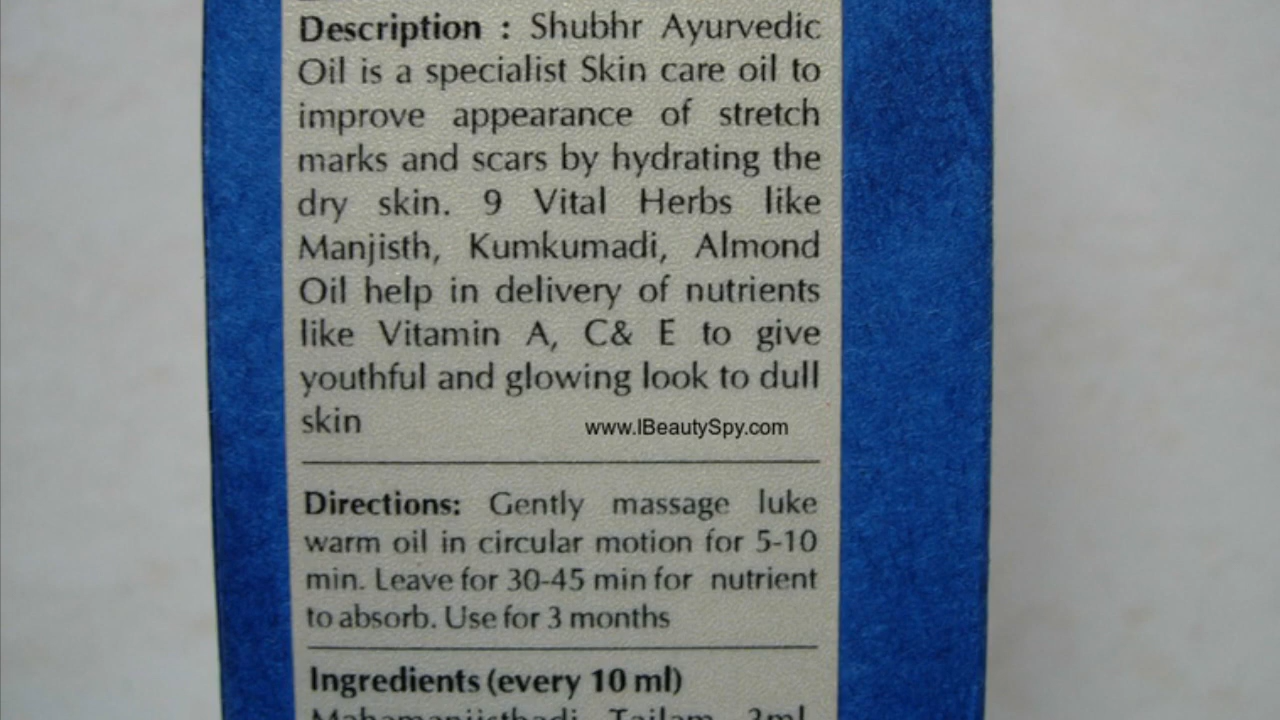 Description : Shubhr Ayurvedic
Oil is a specialist Skin care oil to
improve appearance of stretch
marks and scars by hydrating the
dry skin. 9 Vital Herbs like
Manjisth, Kumkumadi, Almond
Oil help in delivery of nutrients
like Vitamin A, C& E to give
youthful and glowing look to dull
skin
www.IBeautySpy.com
Directions: Gently massage luke
warm oil in circular motion for 5-10
min. Leave for 30-45 min for nutrient
to absorb. Use for 3 months
Ingredients (every 10 ml)
Mahamanjisthadi Tailam 3ml